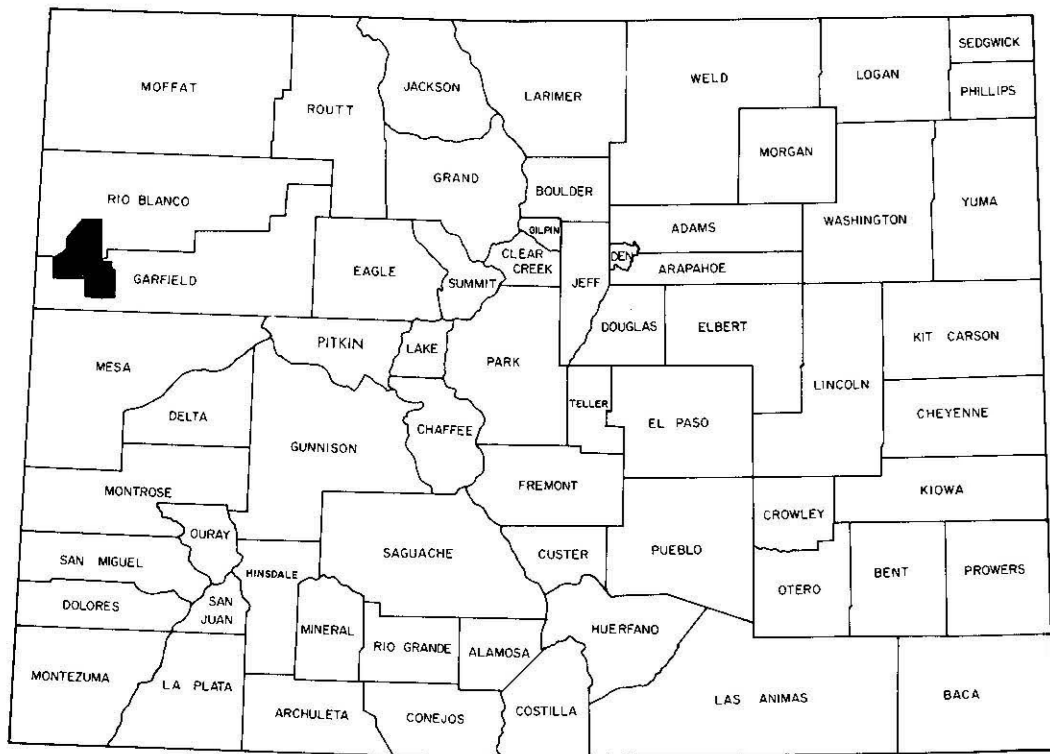 SEDGWICK
MOFFAT
JACKSON
WELD
LOGAN
LARIMER
PHILLIPS
ROUTT
MORGAN
GRAND
BOULDER
RIO BLANCO
YUMA
WASHINGTON
ADAMS
GILPIN
CLEAR
CREEK
DEN
ARAPAHOE
EAGLE
GARFIELD
SUMMIT
JEFF
DOUGLAS
ELBERT
PITKIN
LAKE
KIT CARSON
PARK
MESA
LINCOLN
TELLER
DELTA
CHEYENNE
EL PASO
CHAFFEE
GUNNISON
FREMONT
MONTROSE
KIOWA
CROWLEY
OURAY
SAGUACHE
CUSTER
PUEBLO
SAN MIGUEL
HINSDALE
BENT
PROWERS
OTERO
DOLORES
SAN
JUAN
MINERAL
HUERFANO
RIO GRANDE
ALAMOSA
MONTEZUMA
LA PLATA
LAS ANIMAS
BACA
ARCHULETA
CONEJOS
COSTILLA